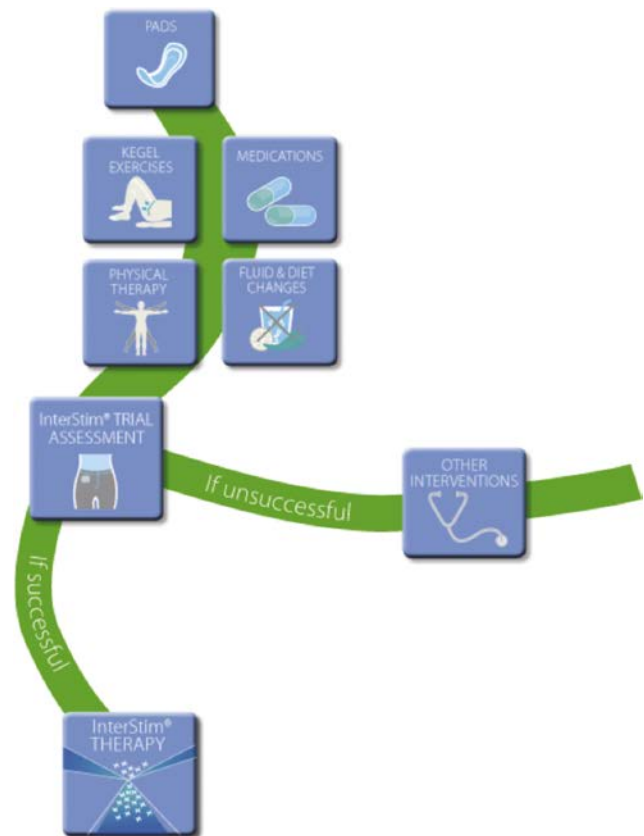 PADS
KEGEL
EXERCISES
MEDICATIONS
PHYSICAL
THERAPY
FLUID & DIET
CHANGES
InterStim® TRIAL
ASSESSMENT
If unsuccessful
OTHER
INTERVENTIONS
If successful
InterStim®
THERAPY